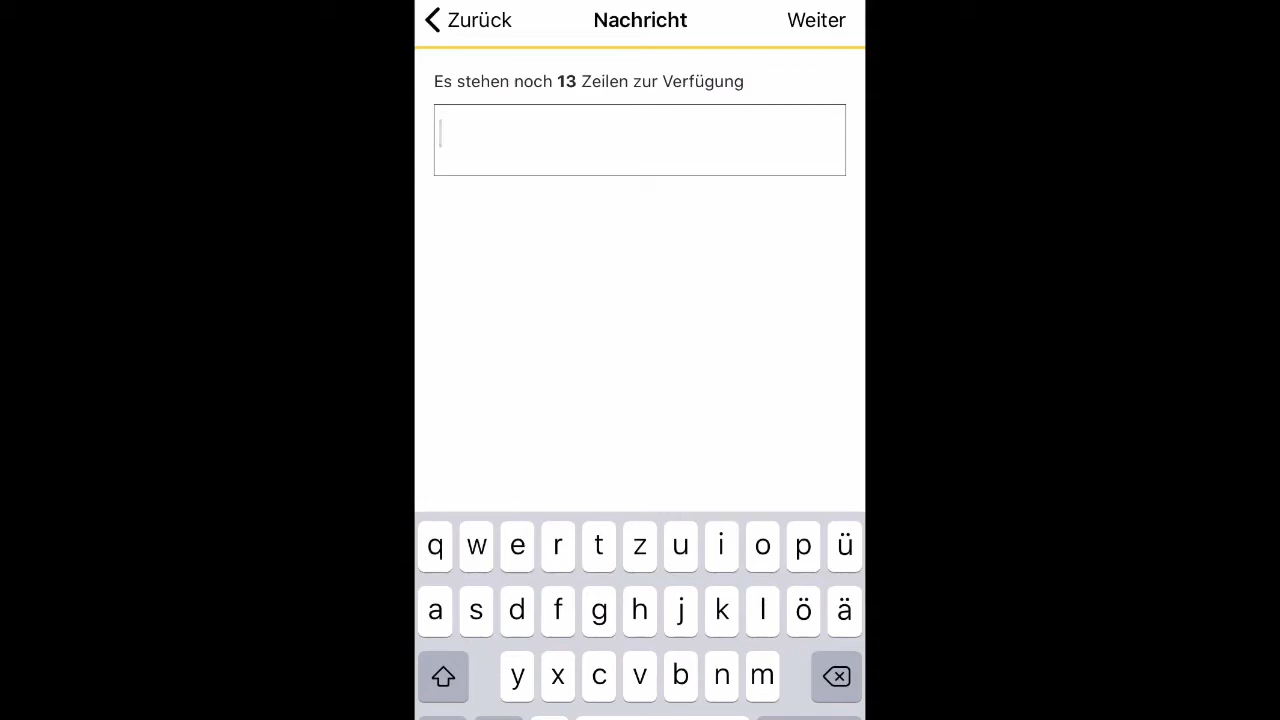 Zurück Nachricht Weiter
Es stehen noch 13 Zeilen zur Verfügung
q w e r t z u i o p ü
a s d f g h j k l ö ä
y x c v b n m